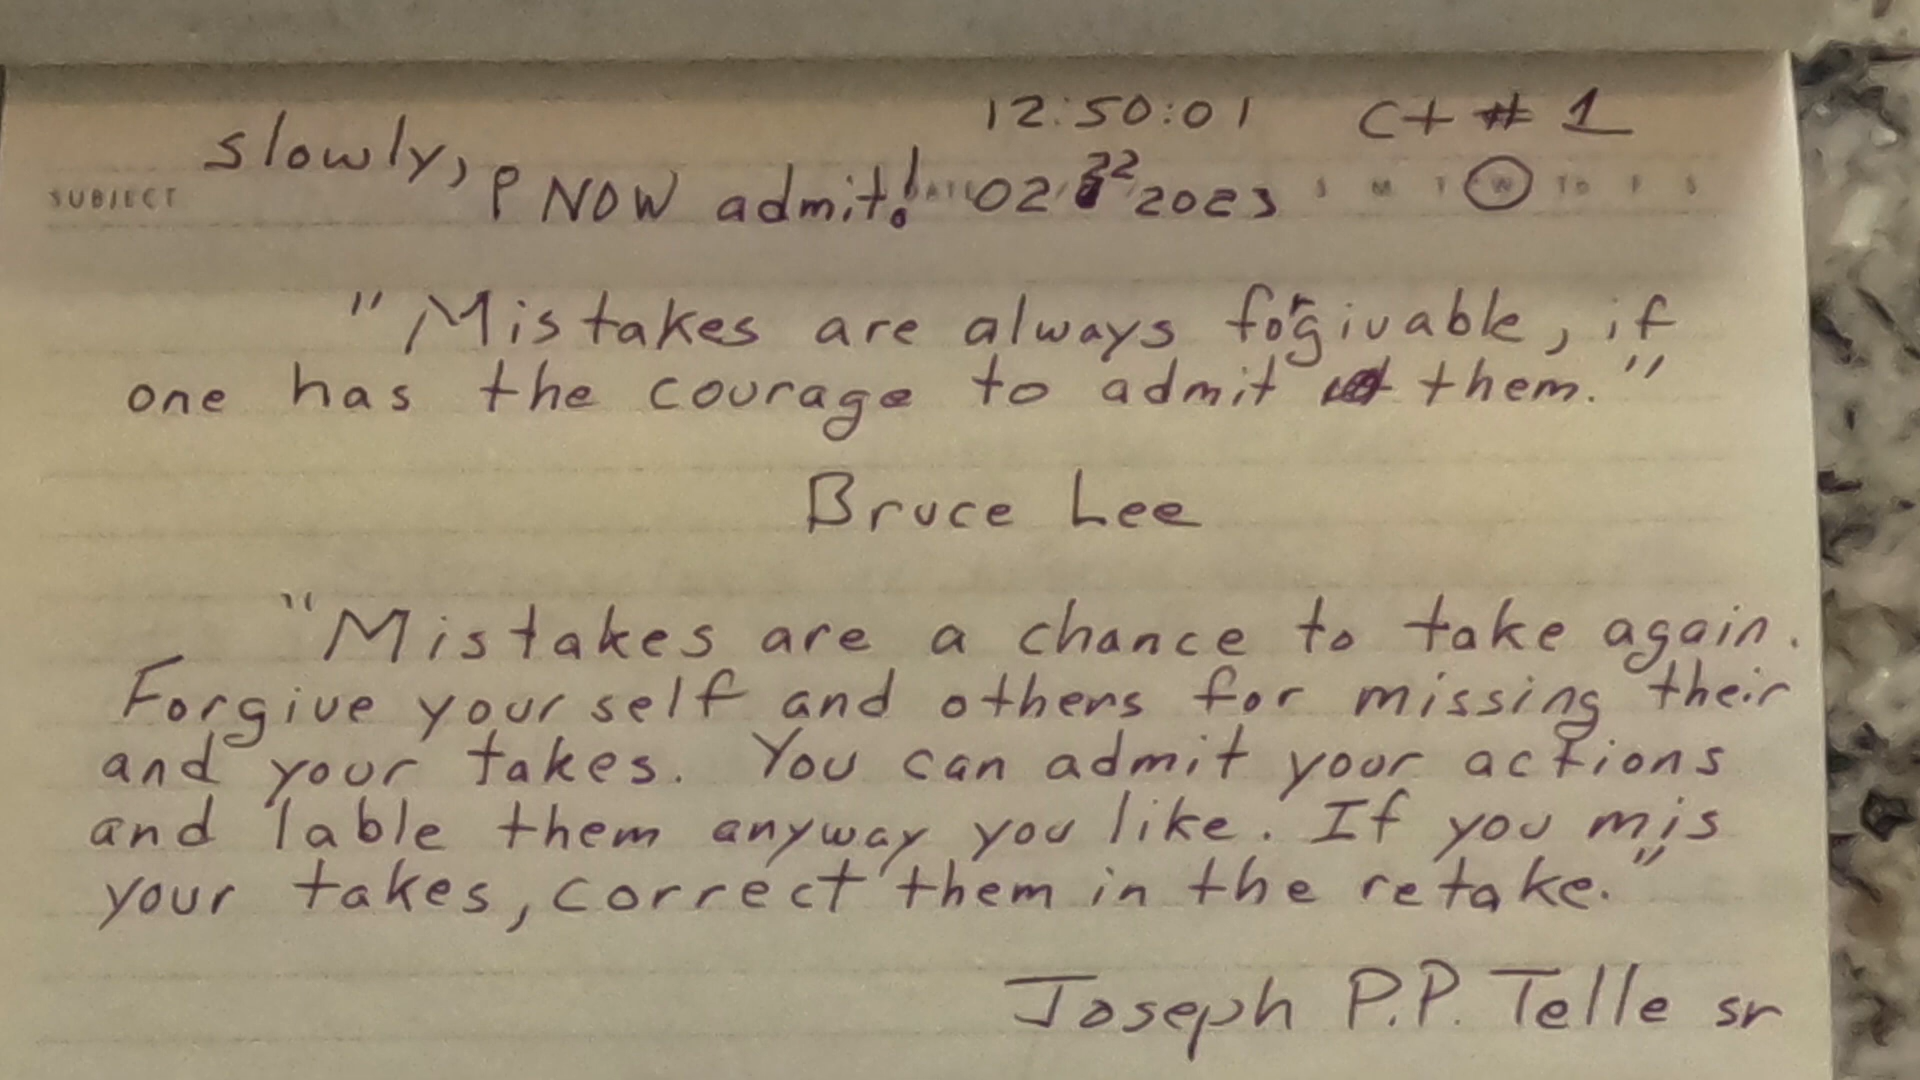 12:50:01 C+ # 1
slowly, P NOW admit! 02 22 2023
SUBJECT S M T W Th F S
"Mistakes are always forgivable, if
one has the courage to admit them."
Bruce Lee
"Mistakes are a chance to take again.
Forgive yourself and others for missing their
and your takes. You can admit your actions
and lable them anyway you like. If you mis
your takes, correct them in the retake."
Joseph P.P. Telle sr